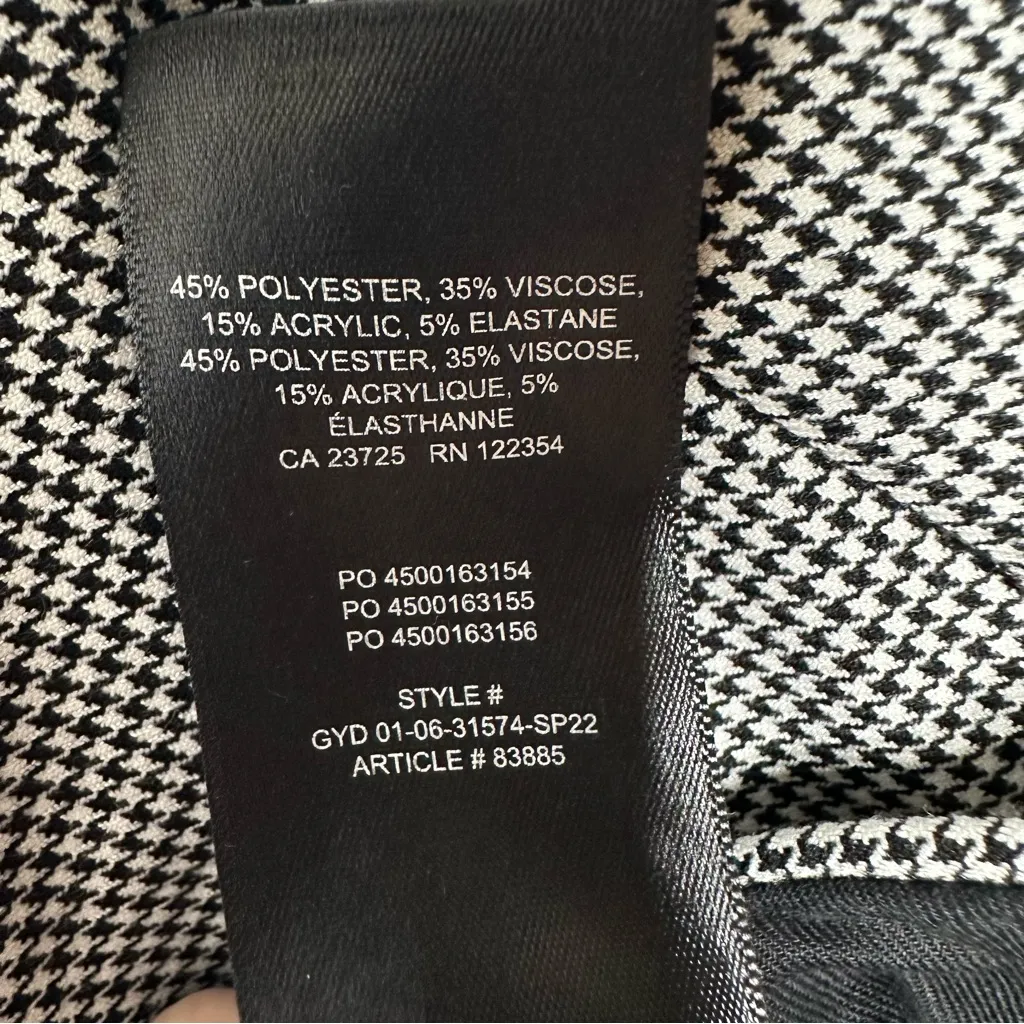 45% POLYESTER, 35% VISCOSE,
15% ACRYLIC, 5% ELASTANE
45% POLYESTER, 35% VISCOSE,
15% ACRYLIQUE, 5%
ÉLASTHANNE
CA 23725 RN 122354
PO 4500163154
PO 4500163155
PO 4500163156
STYLE #
GYD 01-06-31574-SP22
ARTICLE # 83885